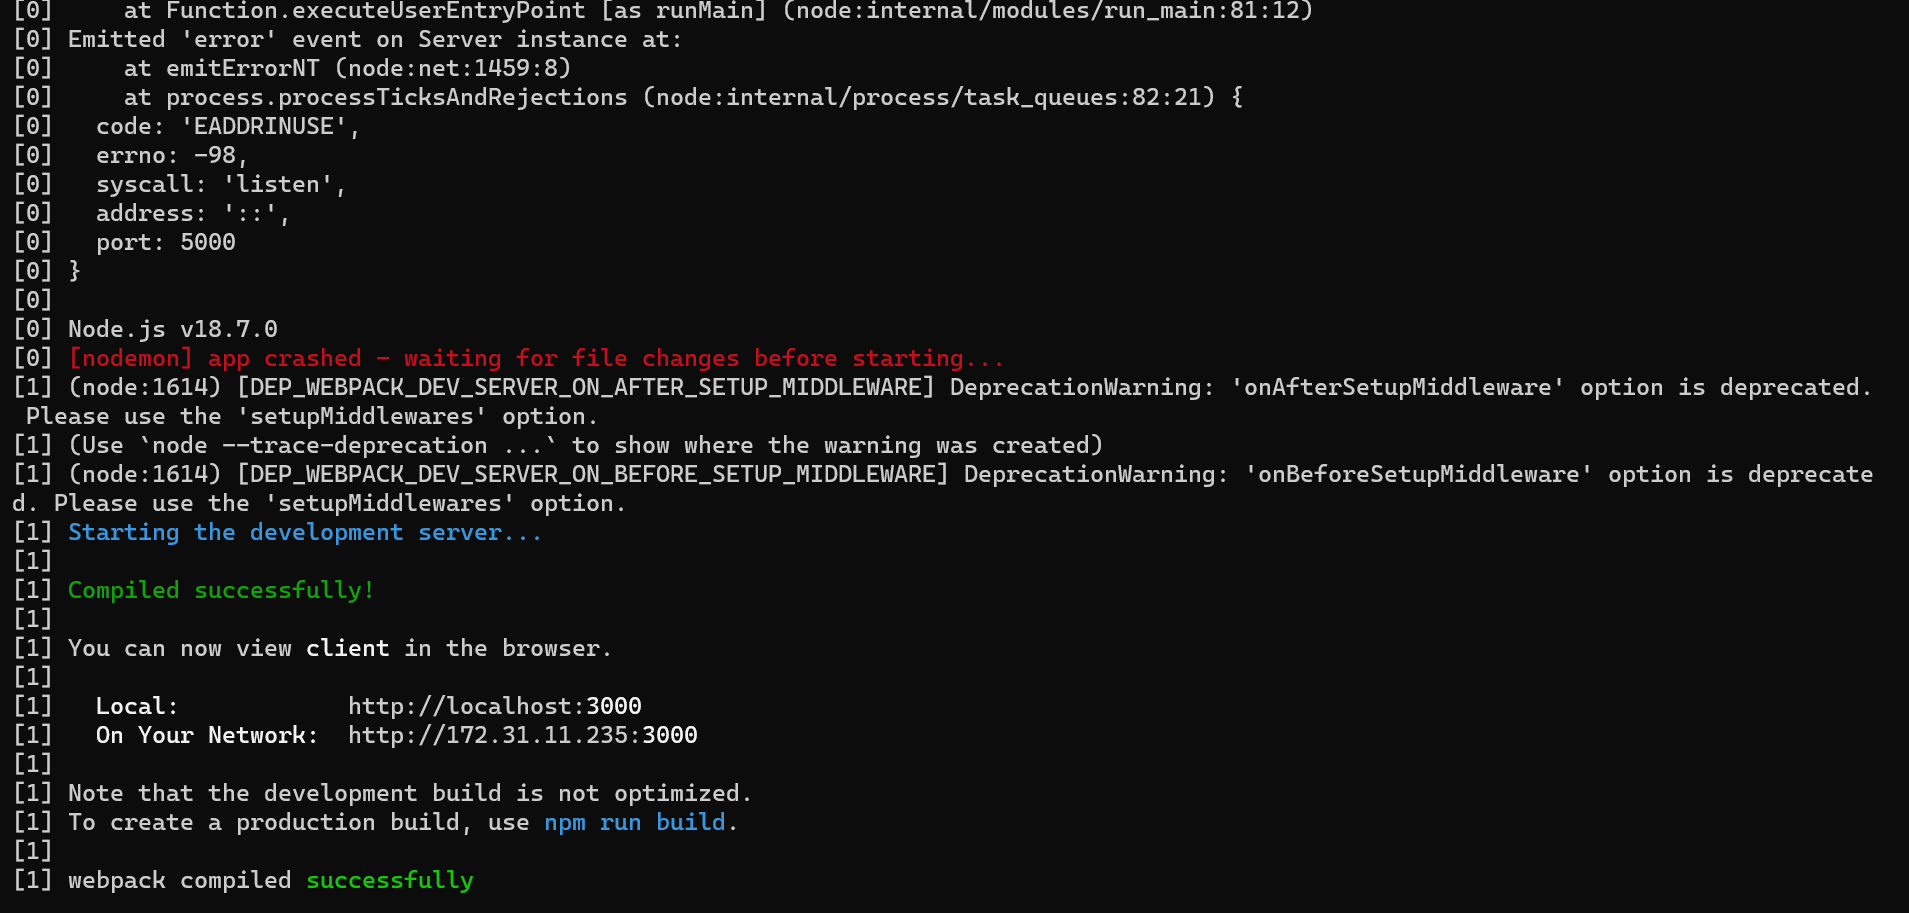 [0]     at Function.executeUserEntryPoint [as runMain] (node:internal/modules/run_main:81:12)
[0] Emitted 'error' event on Server instance at:
[0]     at emitErrorNT (node:net:1459:8)
[0]     at process.processTicksAndRejections (node:internal/process/task_queues:82:21) {
[0]   code: 'EADDRINUSE',
[0]   errno: -98,
[0]   syscall: 'listen',
[0]   address: '::',
[0]   port: 5000
[0] }
[0]
[0] Node.js v18.7.0
[0] [nodemon] app crashed - waiting for file changes before starting...
[1] (node:1614) [DEP_WEBPACK_DEV_SERVER_ON_AFTER_SETUP_MIDDLEWARE] DeprecationWarning: 'onAfterSetupMiddleware' option is deprecated.
 Please use the 'setupMiddlewares' option.
[1] (Use `node --trace-deprecation ...` to show where the warning was created)
[1] (node:1614) [DEP_WEBPACK_DEV_SERVER_ON_BEFORE_SETUP_MIDDLEWARE] DeprecationWarning: 'onBeforeSetupMiddleware' option is deprecate
d. Please use the 'setupMiddlewares' option.
[1] Starting the development server...
[1]
[1] Compiled successfully!
[1]
[1] You can now view client in the browser.
[1]
[1]   Local:            http://localhost:3000
[1]   On Your Network:  http://172.31.11.235:3000
[1]
[1] Note that the development build is not optimized.
[1] To create a production build, use npm run build.
[1]
[1] webpack compiled successfully